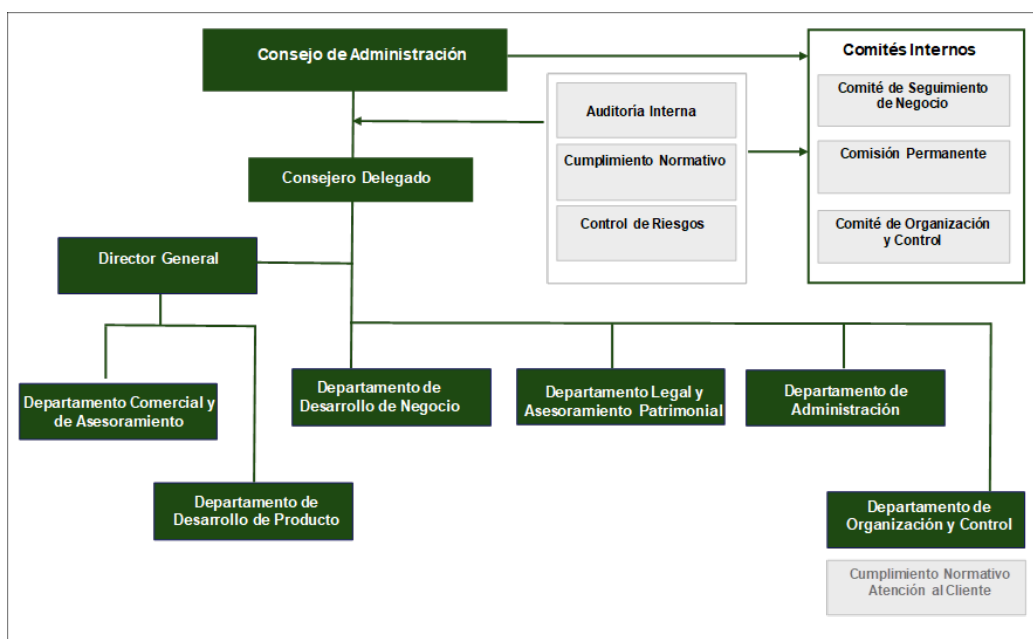 Consejo de Administración
Comités Internos
Comité de Seguimiento
de Negocio
Auditoría Interna
Cumplimiento Normativo
Comisión Permanente
Consejero Delegado
Control de Riesgos
Comité de Organización
y Control
Director General
Departamento Comercial y
de Asesoramiento
Departamento de
Desarrollo de Negocio
Departamento Legal y
Asesoramiento Patrimonial
Departamento de
Administración
Departamento de
Desarrollo de Producto
Departamento de
Organización y Control
Cumplimiento Normativo
Atención al Cliente